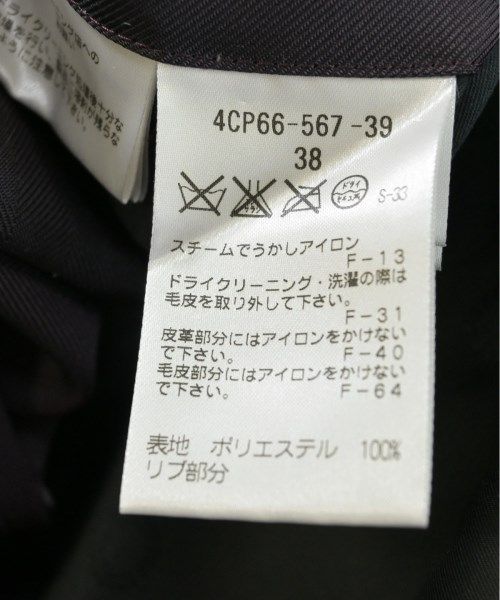 4CP66-567-39
38
ドライ
セキユ系
S-33
スチームでうかしアイロン
F-13
ドライクリーニング・洗濯の際は
毛皮を取り外して下さい。
F-31
皮革部分にはアイロンをかけない
で下さい。 F-40
毛皮部分にはアイロンをかけない
で下さい。 F-64
表地 ポリエステル 100%
リブ部分